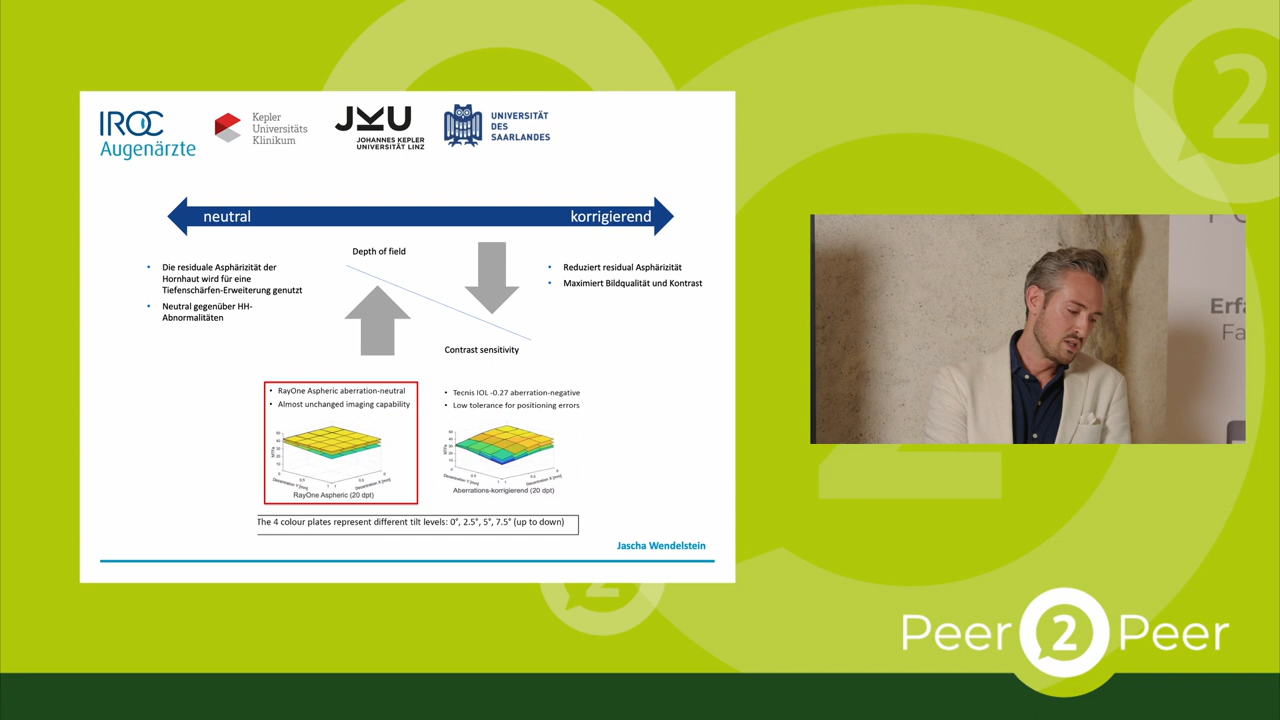 IROC
Augenärzte
Kepler
Universitäts
Klinikum
JKU
JOHANNES KEPLER
UNIVERSITÄT LINZ
UNIVERSITÄT
DES
SAARLANDES
neutral
korrigierend
Depth of field
• Die residuale Asphärizität der
Hornhaut wird für eine
Tiefenschärfen-Erweiterung genutzt
• Neutral gegenüber HH-
Abnormalitäten
• Reduziert residual Asphärizität
• Maximiert Bildqualität und Kontrast
Contrast sensitivity
• RayOne Aspheric aberration-neutral
• Almost unchanged imaging capability
RayOne Aspheric (20 dpt)
• Tecnis IOL -0.27 aberration-negative
• Low tolerance for positioning errors
Aberrations-korrigierend (20 dpt)
The 4 colour plates represent different tilt levels: 0°, 2.5°, 5°, 7.5° (up to down)
Jascha Wendelstein
2
Erfa
Fa
2
Peer 2 Peer